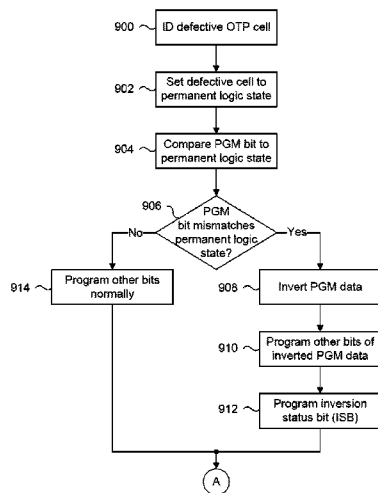 900
ID defective OTP cell
902
Set defective cell to
permanent logic state
904
Compare PGM bit to
permanent logic state
906
PGM
bit mismatches
permanent logic
state?
No
Yes
914
Program other bits
normally
908
Invert PGM data
910
Program other bits of
inverted PGM data
912
Program inversion
status bit (ISB)
A